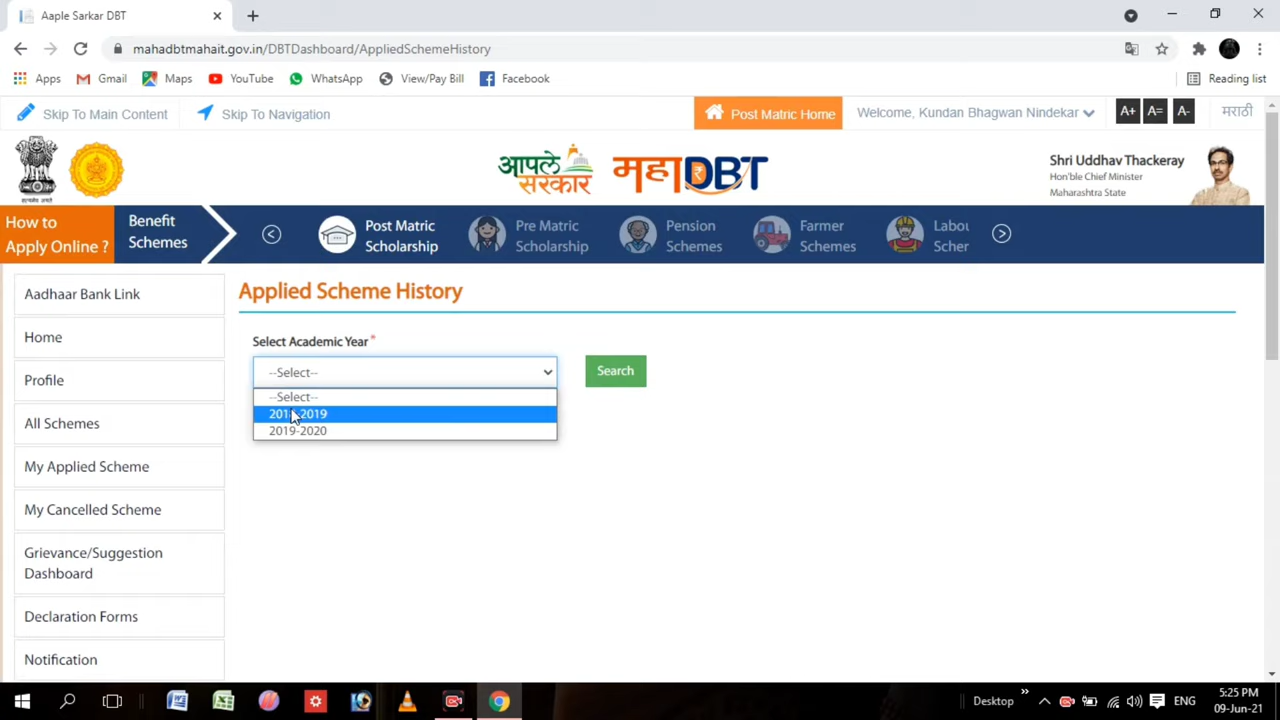 Aaple Sarkar DBT
mahadbtmahait.gov.in/DBTDashboard/AppliedSchemeHistory
Apps Gmail Maps YouTube WhatsApp View/Pay Bill Facebook Reading list
Skip To Main Content Skip To Navigation Post Matric Home Welcome, Kundan Bhagwan Nindekar A+ A= A- मराठी
आपले सरकार महाDBT
Shri Uddhav Thackeray
Hon'ble Chief Minister
Maharashtra State
How to Apply Online ?
Benefit Schemes
Post Matric Scholarship
Pre Matric Scholarship
Pension Schemes
Farmer Schemes
Labou
Scher
Aadhaar Bank Link
Home
Profile
All Schemes
My Applied Scheme
My Cancelled Scheme
Grievance/Suggestion
Dashboard
Declaration Forms
Notification
Applied Scheme History
Select Academic Year *
--Select--
Search
--Select--
2018-2019
2019-2020
Desktop
ENG
5:25 PM
09-Jun-21